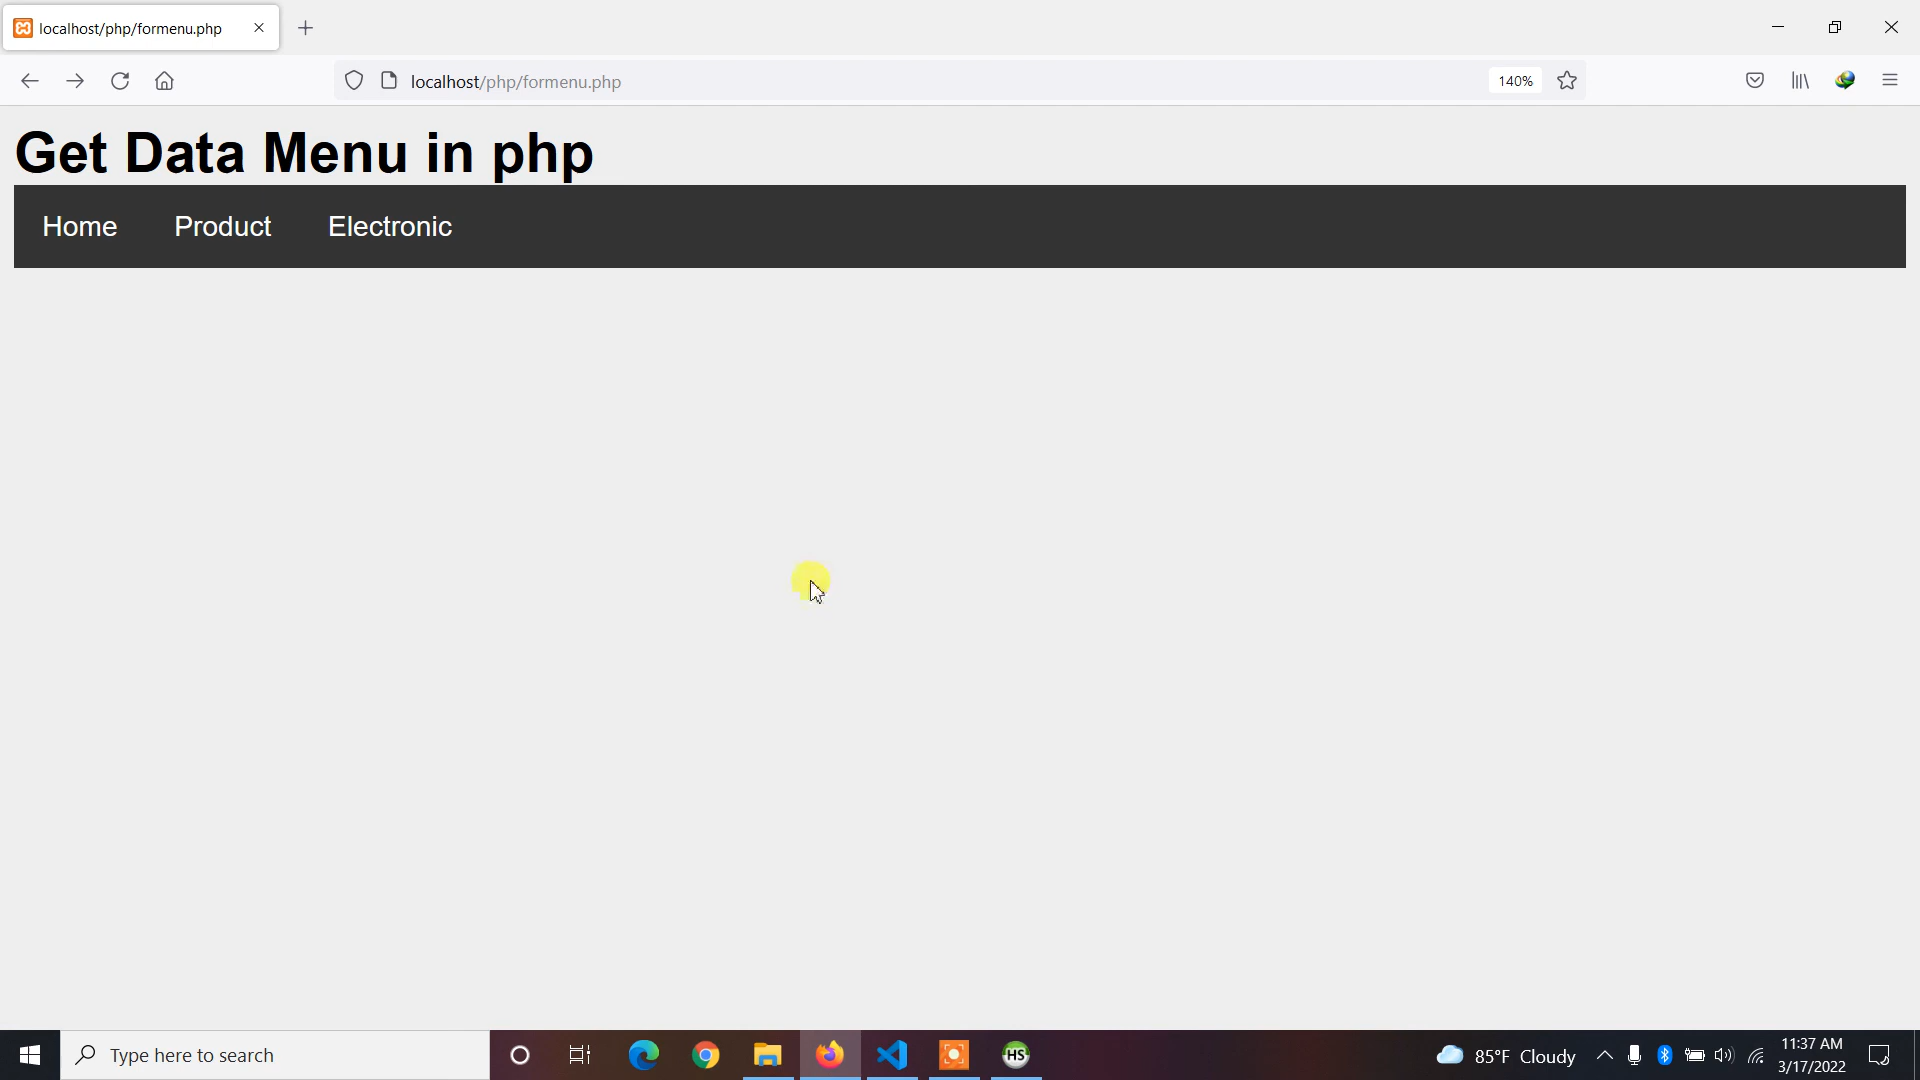 localhost/php/formenu.php
localhost/php/formenu.php
140%
Get Data Menu in php
Home Product Electronic
Type here to search
HS
85°F Cloudy
11:37 AM
3/17/2022